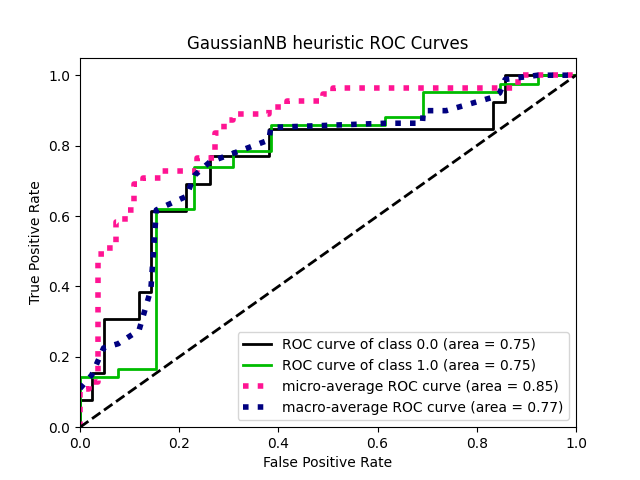 GaussianNB heuristic ROC Curves
True Positive Rate
1.0
0.8
0.6
0.4
0.2
0.0
ROC curve of class 0.0 (area = 0.75)
ROC curve of class 1.0 (area = 0.75)
micro-average ROC curve (area = 0.85)
macro-average ROC curve (area = 0.77)
0.0 0.2 0.4 0.6 0.8 1.0
False Positive Rate